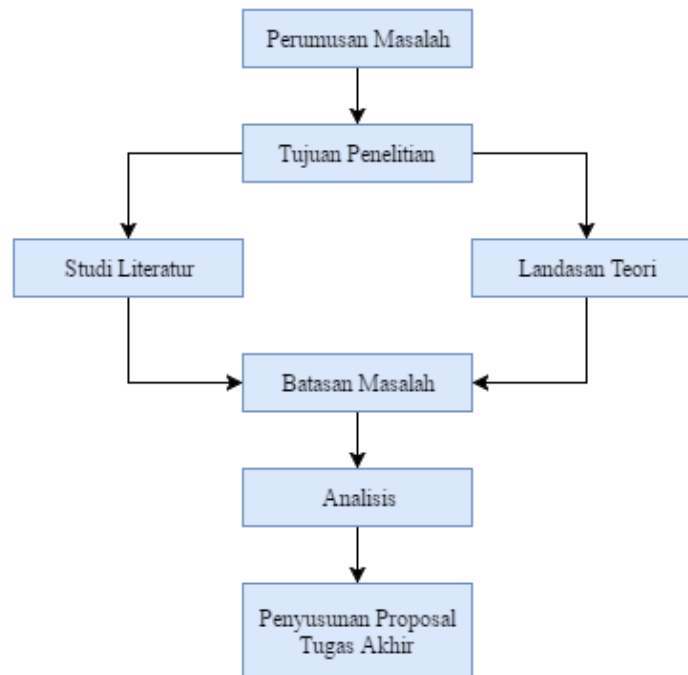 Perumusan Masalah
Tujuan Penelitian
Studi Literatur
Landasan Teori
Batasan Masalah
Analisis
Penyusunan Proposal
Tugas Akhir